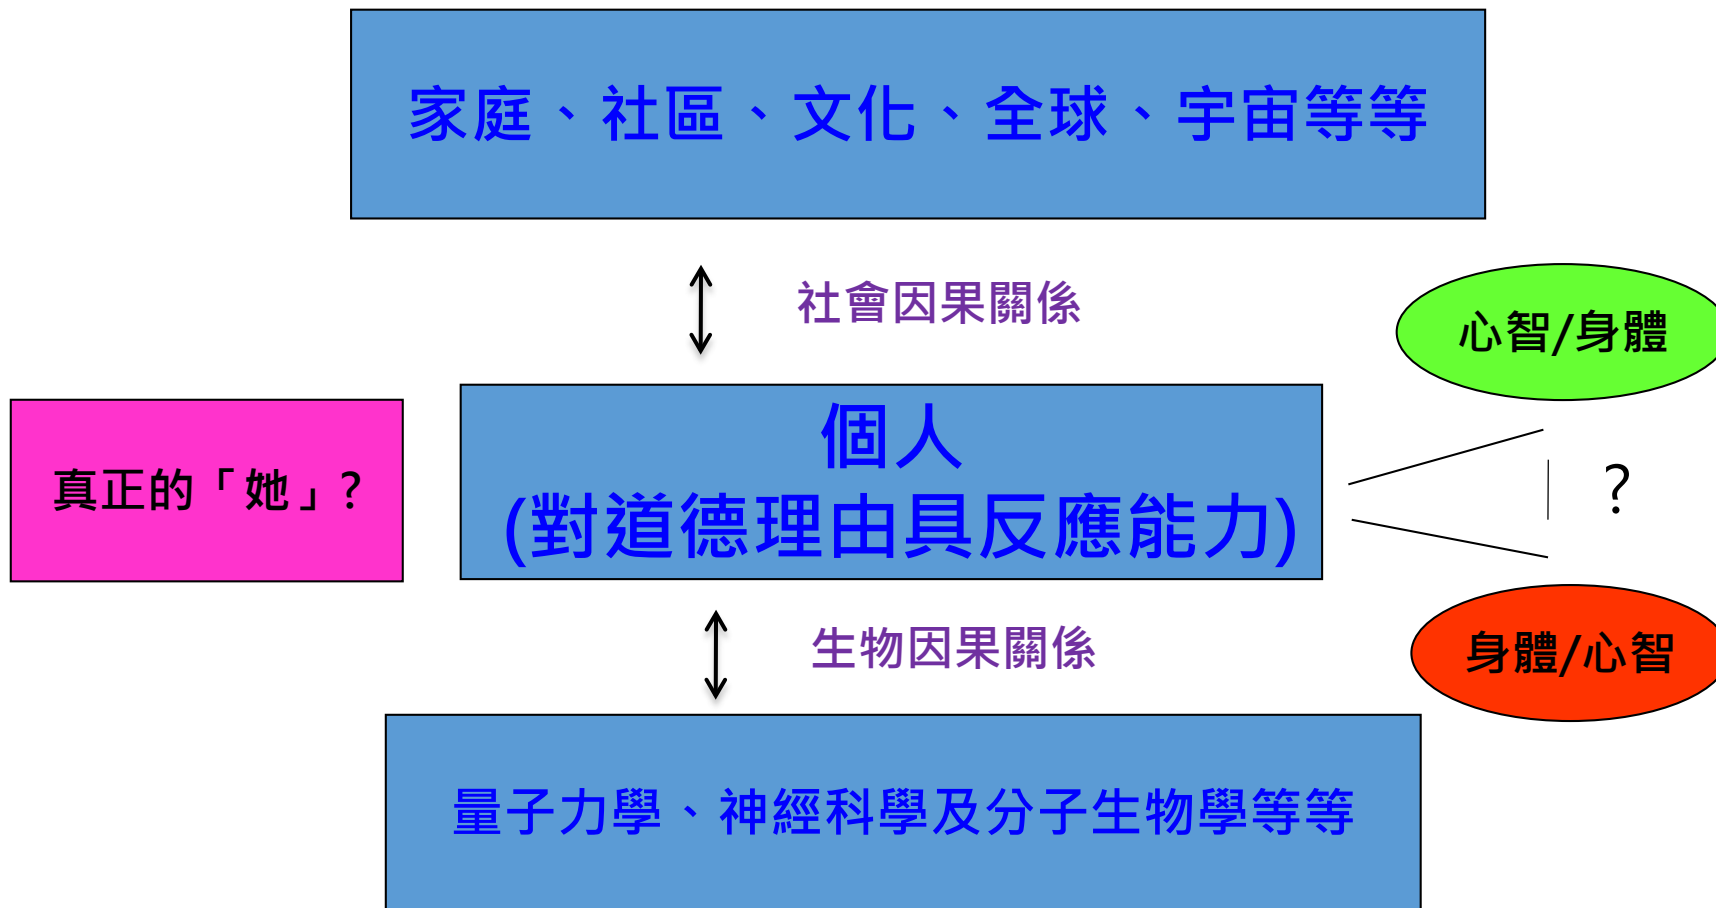 家庭、社區、文化、全球、宇宙等等
社會因果關係
心智/身體
個人
(對道德理由具反應能力)
真正的「她」?
?
生物因果關係
身體/心智
量子力學、神經科學及分子生物學等等